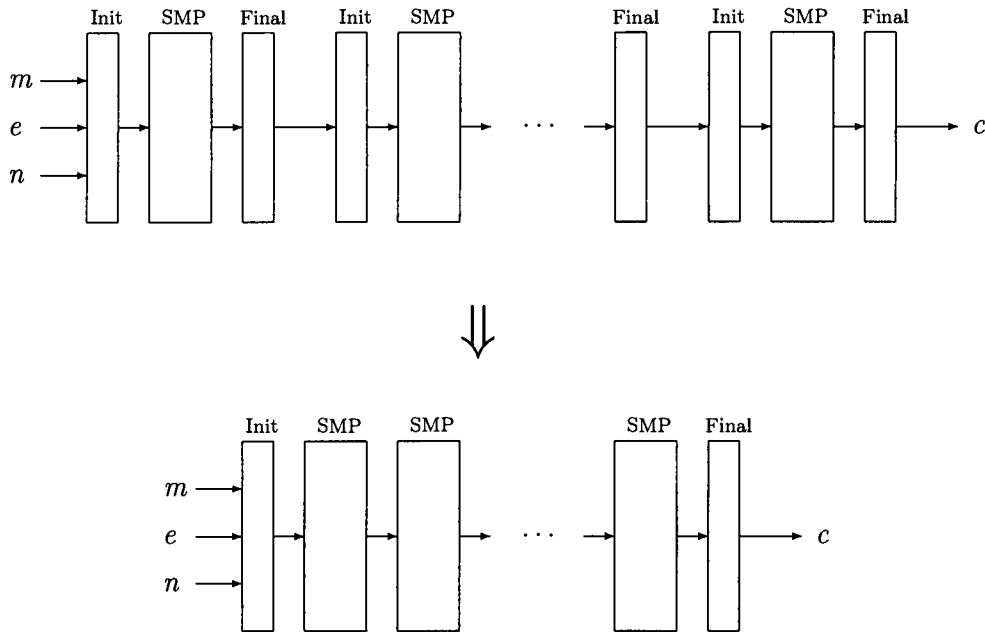 Init SMP Final Init SMP Final Init SMP Final
m
e ··· c
n
⇓
Init SMP SMP SMP Final
m
e ··· c
n